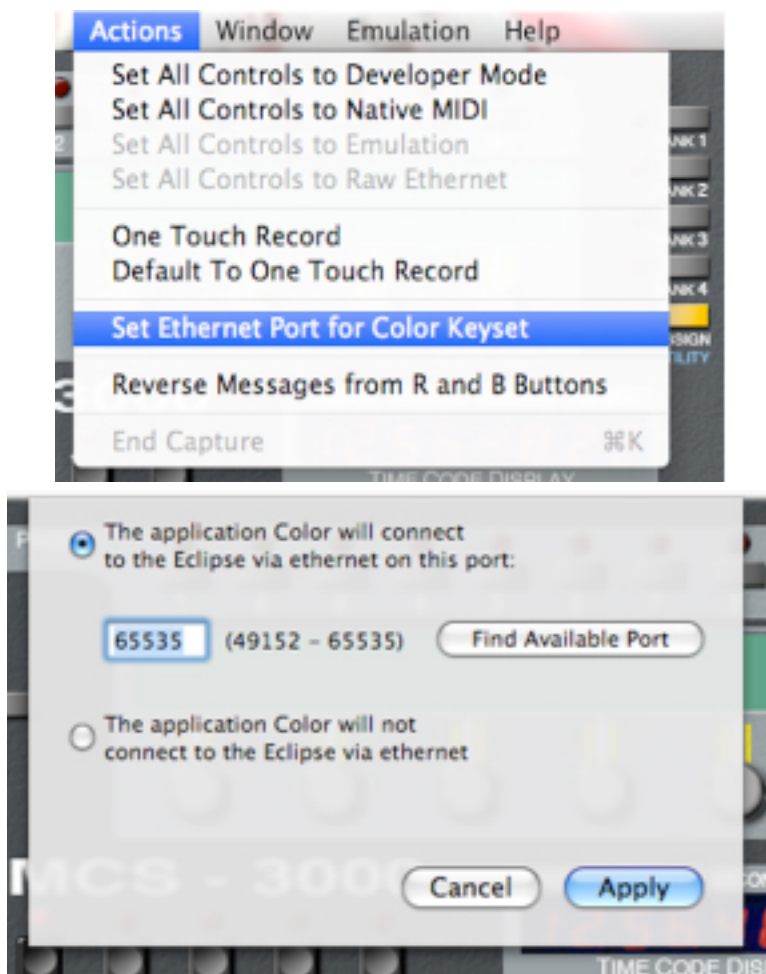 Actions Window Emulation Help
Set All Controls to Developer Mode
Set All Controls to Native MIDI
Set All Controls to Emulation
Set All Controls to Raw Ethernet
One Touch Record
Default To One Touch Record
Set Ethernet Port for Color Keyset
Reverse Messages from R and B Buttons
End Capture ⌘K
TIME CODE DISPLAY
The application Color will connect
to the Eclipse via ethernet on this port:
65535 (49152 – 65535) Find Available Port
The application Color will not
connect to the Eclipse via ethernet
MCS - 3000
Cancel Apply
TIME CODE DIS